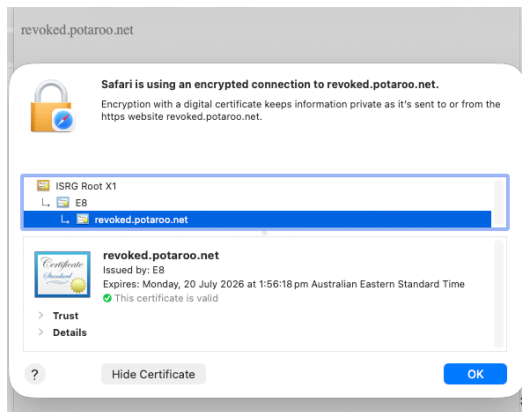 revoked.potaroo.net
Safari is using an encrypted connection to revoked.potaroo.net.
Encryption with a digital certificate keeps information private as it's sent to or from the
https website revoked.potaroo.net.
ISRG Root X1
E8
revoked.potaroo.net
Certificate
Standard
revoked.potaroo.net
Issued by: E8
Expires: Monday, 20 July 2026 at 1:56:18 pm Australian Eastern Standard Time
This certificate is valid
Trust
Details
?
Hide Certificate
OK